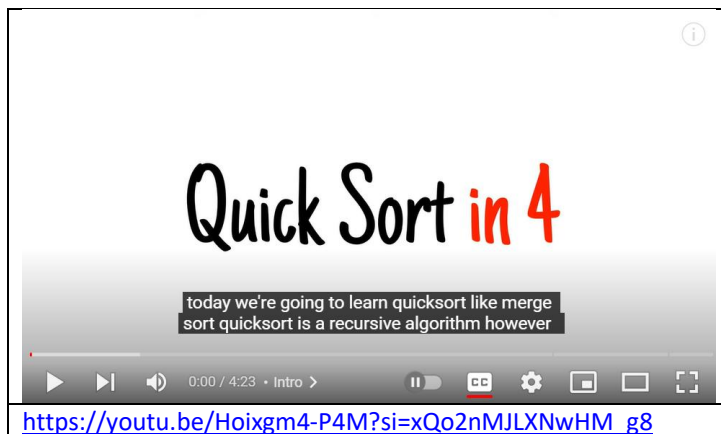 Quick Sort in 4
today we're going to learn quicksort like merge
sort quicksort is a recursive algorithm however
0:00 / 4:23 • Intro >
CC
https://youtu.be/Hoixgm4-P4M?si=xQo2nMJLXNwHM_g8